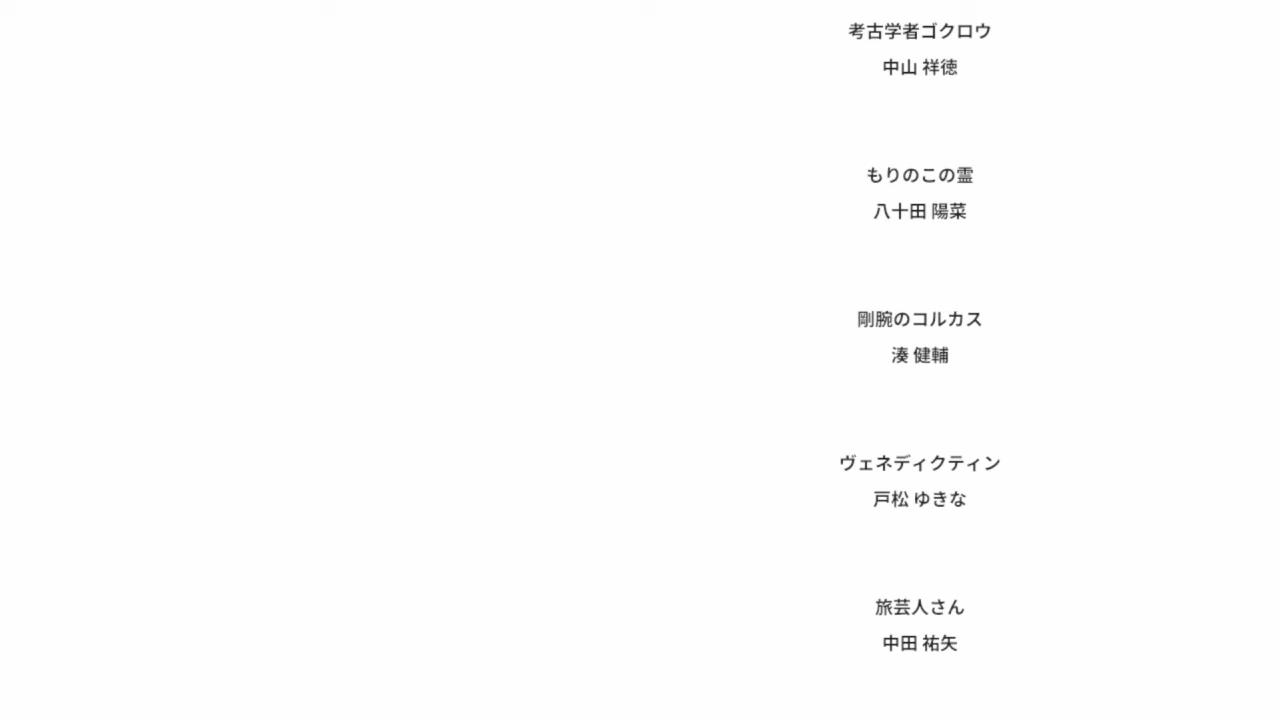 考古学者ゴクロウ
中山 祥徳
もりのこの霊
八十田 陽菜
剛腕のコルカス
湊 健輔
ヴェネディクティン
戸松 ゆきな
旅芸人さん
中田 祐矢